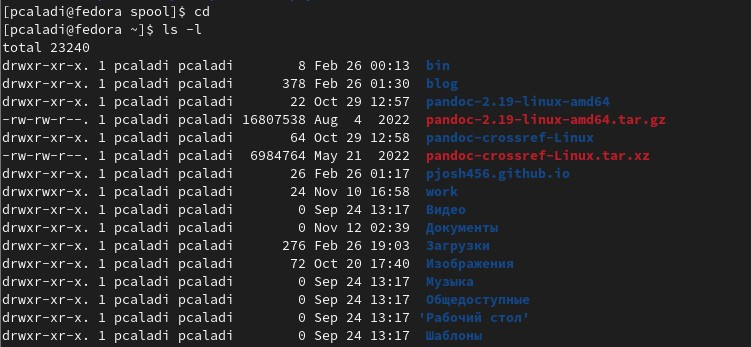 [pcaladi@fedora spool]$ cd
[pcaladi@fedora ~]$ ls -l
total 23240
drwxr-xr-x. 1 pcaladi pcaladi        8 Feb 26 00:13  bin
drwxr-xr-x. 1 pcaladi pcaladi      378 Feb 26 01:30  blog
drwxr-xr-x. 1 pcaladi pcaladi       22 Oct 29 12:57  pandoc-2.19-linux-amd64
-rw-rw-r--. 1 pcaladi pcaladi 16807538 Aug  4  2022  pandoc-2.19-linux-amd64.tar.gz
drwxr-xr-x. 1 pcaladi pcaladi       64 Oct 29 12:58  pandoc-crossref-Linux
-rw-rw-r--. 1 pcaladi pcaladi  6984764 May 21  2022  pandoc-crossref-Linux.tar.xz
drwxr-xr-x. 1 pcaladi pcaladi       26 Feb 26 01:17  pjosh456.github.io
drwxrwxr-x. 1 pcaladi pcaladi       24 Nov 10 16:58  work
drwxr-xr-x. 1 pcaladi pcaladi        0 Sep 24 13:17  Видео
drwxr-xr-x. 1 pcaladi pcaladi        0 Nov 12 02:39  Документы
drwxr-xr-x. 1 pcaladi pcaladi      276 Feb 26 19:03  Загрузки
drwxr-xr-x. 1 pcaladi pcaladi       72 Oct 20 17:40  Изображения
drwxr-xr-x. 1 pcaladi pcaladi        0 Sep 24 13:17  Музыка
drwxr-xr-x. 1 pcaladi pcaladi        0 Sep 24 13:17  Общедоступные
drwxr-xr-x. 1 pcaladi pcaladi        0 Sep 24 13:17 'Рабочий стол'
drwxr-xr-x. 1 pcaladi pcaladi        0 Sep 24 13:17  Шаблоны